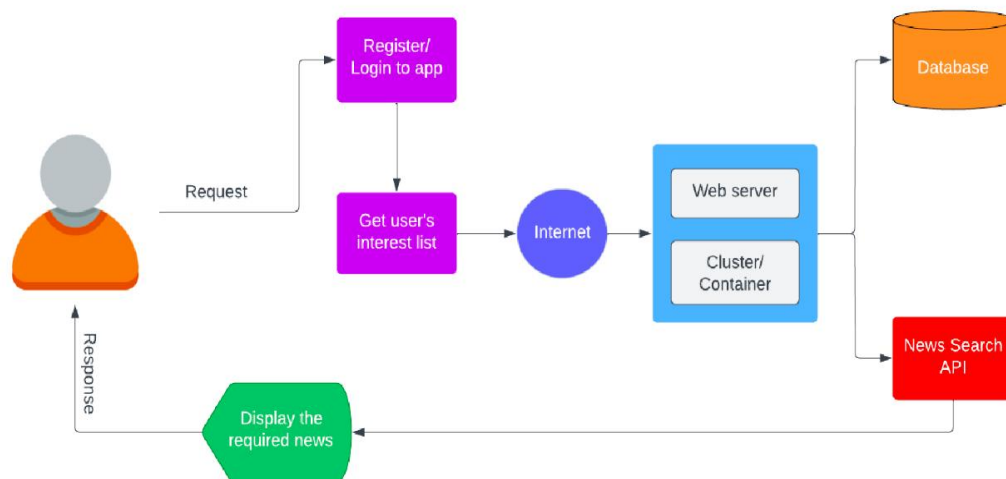 Register/
Login to app
Database
Request
Web server
Get user's
interest list
Internet
Cluster/
Container
News Search
API
Response
Display the
required news